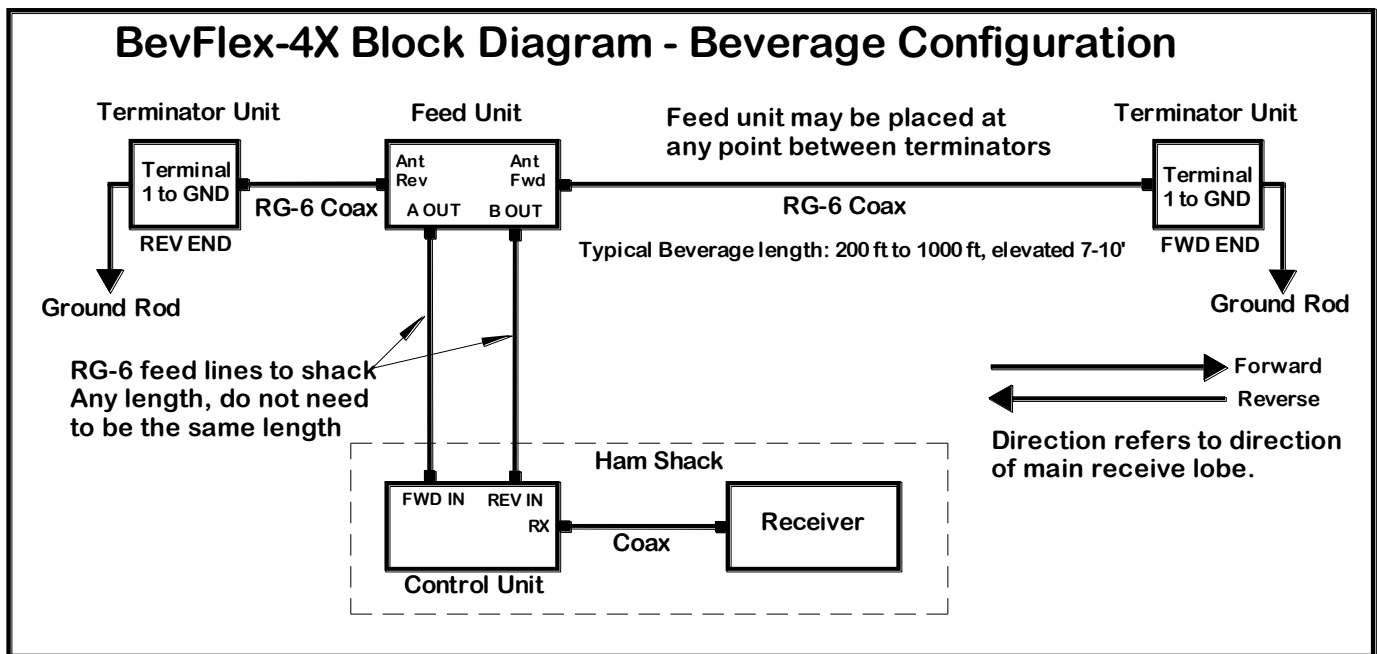 BevFlex-4X Block Diagram - Beverage Configuration
Terminator Unit
Feed Unit
Feed unit may be placed at
any point between terminators
Terminator Unit
Terminal
1 to GND
REV END
RG-6 Coax
Ant
Rev
Ant
Fwd
A OUT
B OUT
RG-6 Coax
Terminal
1 to GND
FWD END
Typical Beverage length: 200 ft to 1000 ft, elevated 7-10'
Ground Rod
Ground Rod
RG-6 feed lines to shack
Any length, do not need
to be the same length
Forward
Reverse
Direction refers to direction
of main receive lobe.
Ham Shack
FWD IN
REV IN
RX
Coax
Receiver
Control Unit